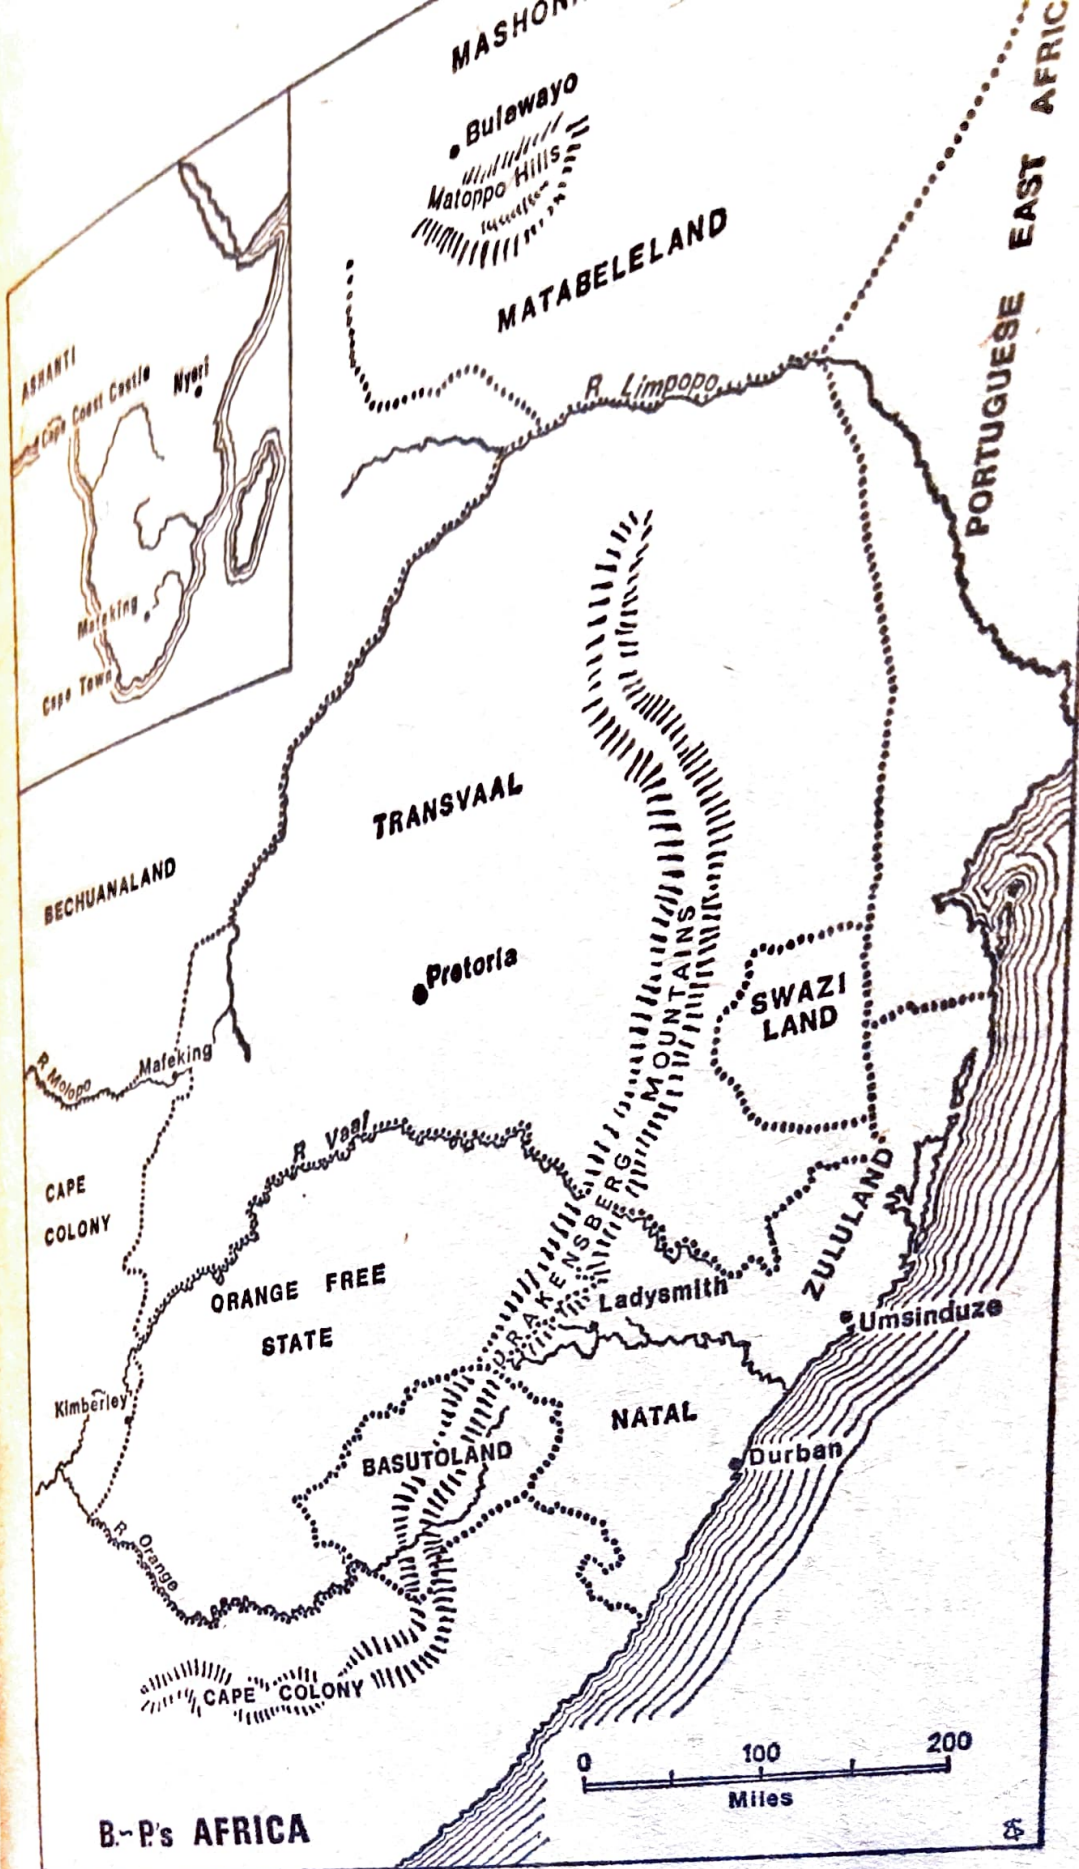 Bulawayo
Matoppo Hills
MATABELELAND
PORTUGUESE EAST
R Limpopo
ASHANTI
Cape Coast Castle
Nyeri
Mafeking
Cape Town
TRANSVAAL
BECHUANALAND
Pretoria
DRAKENSBERG MOUNTAINS
SWAZI
LAND
R Molopo
Mafeking
R Vaal
CAPE
COLONY
ZULULAND
ORANGE FREE
STATE
Ladysmith
Umsinduze
Kimberley
NATAL
BASUTOLAND
Durban
R Orange
CAPE COLONY
0 100 200
Miles
B.-P.'s AFRICA